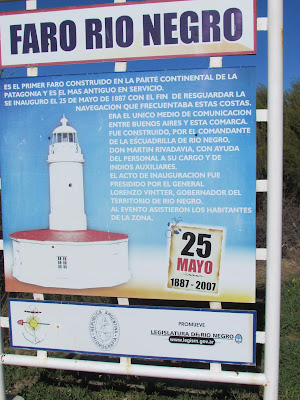 FARO RIO NEGRO
ES EL PRIMER FARO CONSTRUIDO EN LA PARTE CONTINENTAL DE LA
PATAGONIA Y ES EL MAS ANTIGUO EN SERVICIO.
SE INAUGURO EL 25 DE MAYO DE 1887 CON EL FIN DE RESGUARDAR LA
NAVEGACION QUE FRECUENTABA ESTAS COSTAS.
ERA EL UNICO MEDIO DE COMUNICACION
ENTRE BUENOS AIRES Y ESTA COMARCA.
FUE CONSTRUIDO, POR EL COMANDANTE
DE LA ESCUADRILLA DE RIO NEGRO,
DON MARTIN RIVADAVIA, CON AYUDA
DEL PERSONAL A SU CARGO Y DE
INDIOS AUXILIARES.
EL ACTO DE INAUGURACION FUE
PRESIDIDO POR EL GENERAL
LORENZO VINTTER, GOBERNADOR DEL
TERRITORIO DE RIO NEGRO.
AL EVENTO ASISTIERON LOS HABITANTES
DE LA ZONA.
25
MAYO
1887 - 2007
PROMUEVE
LEGISLATURA DE RIO NEGRO
www.legisrn.gov.ar